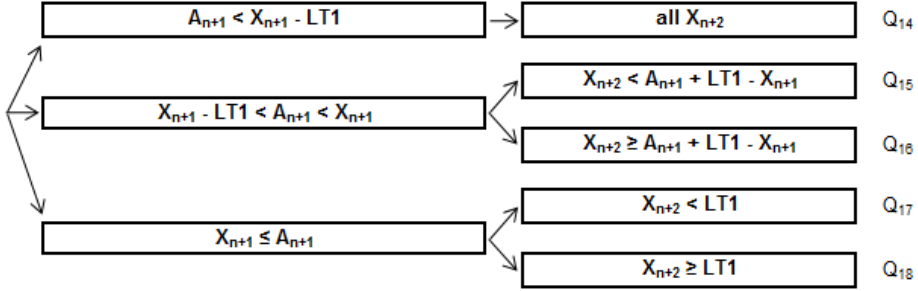 Aₙ₊₁ < Xₙ₊₁ - LT1 all Xₙ₊₂ Q₁₄
Xₙ₊₂ < Aₙ₊₁ + LT1 - Xₙ₊₁ Q₁₅
Xₙ₊₁ - LT1 < Aₙ₊₁ < Xₙ₊₁
Xₙ₊₂ ≥ Aₙ₊₁ + LT1 - Xₙ₊₁ Q₁₆
Xₙ₊₂ < LT1 Q₁₇
Xₙ₊₁ ≤ Aₙ₊₁
Xₙ₊₂ ≥ LT1 Q₁₈